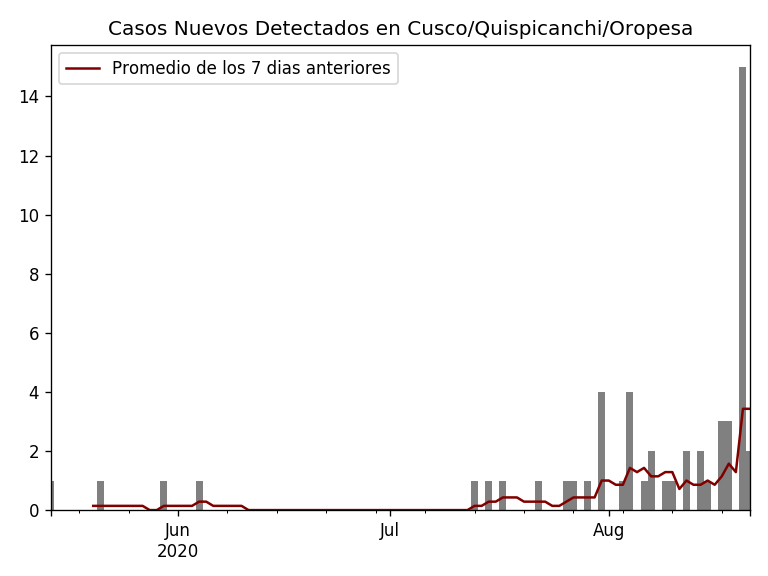 Casos Nuevos Detectados en Cusco/Quispicanchi/Oropesa
Promedio de los 7 dias anteriores
14
12
10
8
6
4
2
0
Jun
2020
Jul
Aug